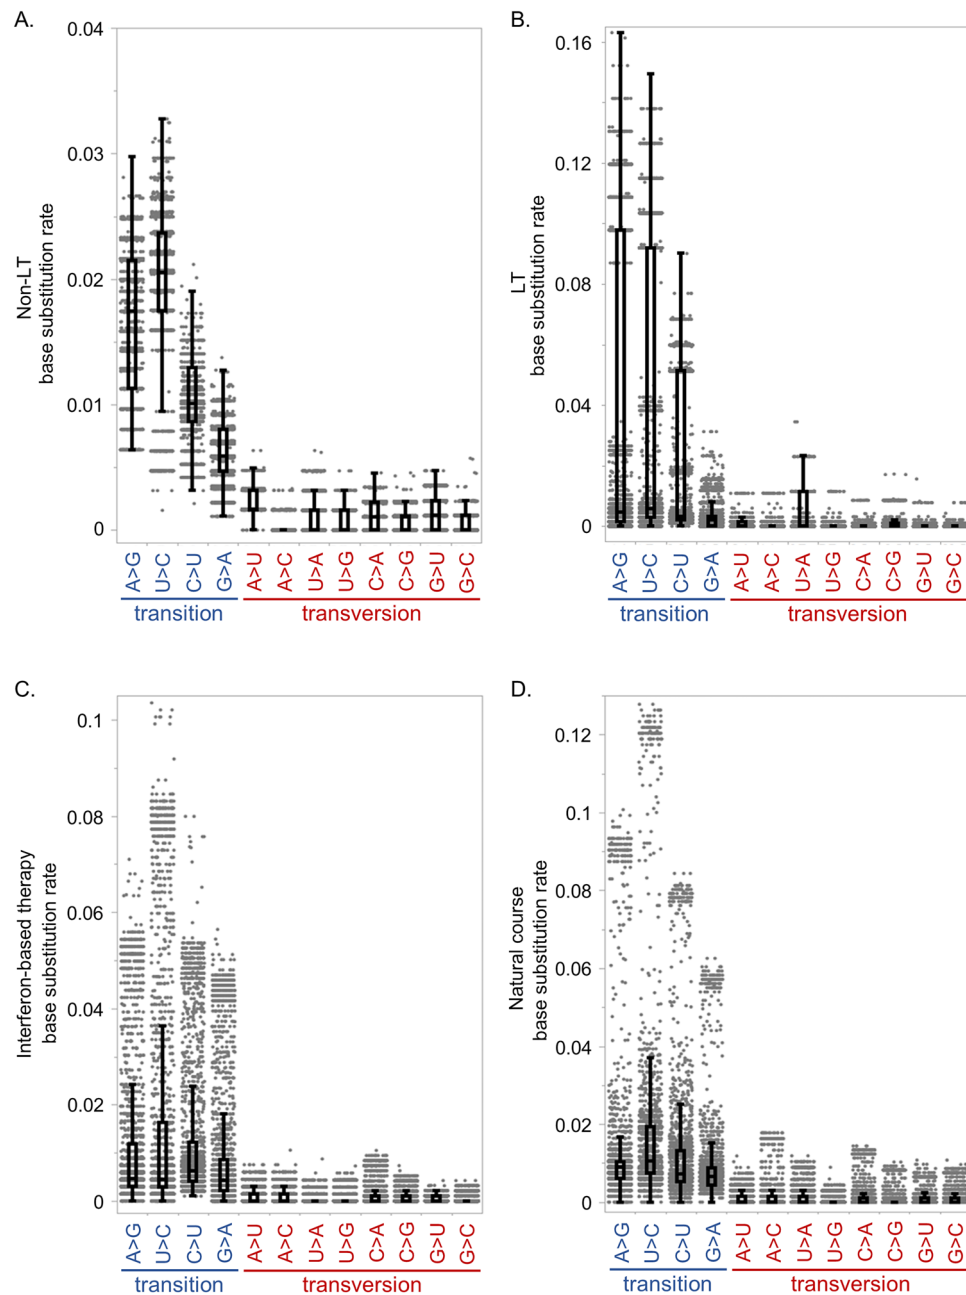 A.
Non-LT
base substitution rate
0.04
0.03
0.02
0.01
0
A>G U>C C>U G>A A>U A>C U>A U>G C>A C>G G>U G>C
transition transversion
B.
LT
base substitution rate
0.16
0.12
0.08
0.04
0
A>G U>C C>U G>A A>U A>C U>A U>G C>A C>G G>U G>C
transition transversion
C.
Interferon-based therapy
base substitution rate
0.1
0.08
0.06
0.04
0.02
0
A>G U>C C>U G>A A>U A>C U>A U>G C>A C>G G>U G>C
transition transversion
D.
Natural course
base substitution rate
0.12
0.1
0.08
0.06
0.04
0.02
0
A>G U>C C>U G>A A>U A>C U>A U>G C>A C>G G>U G>C
transition transversion